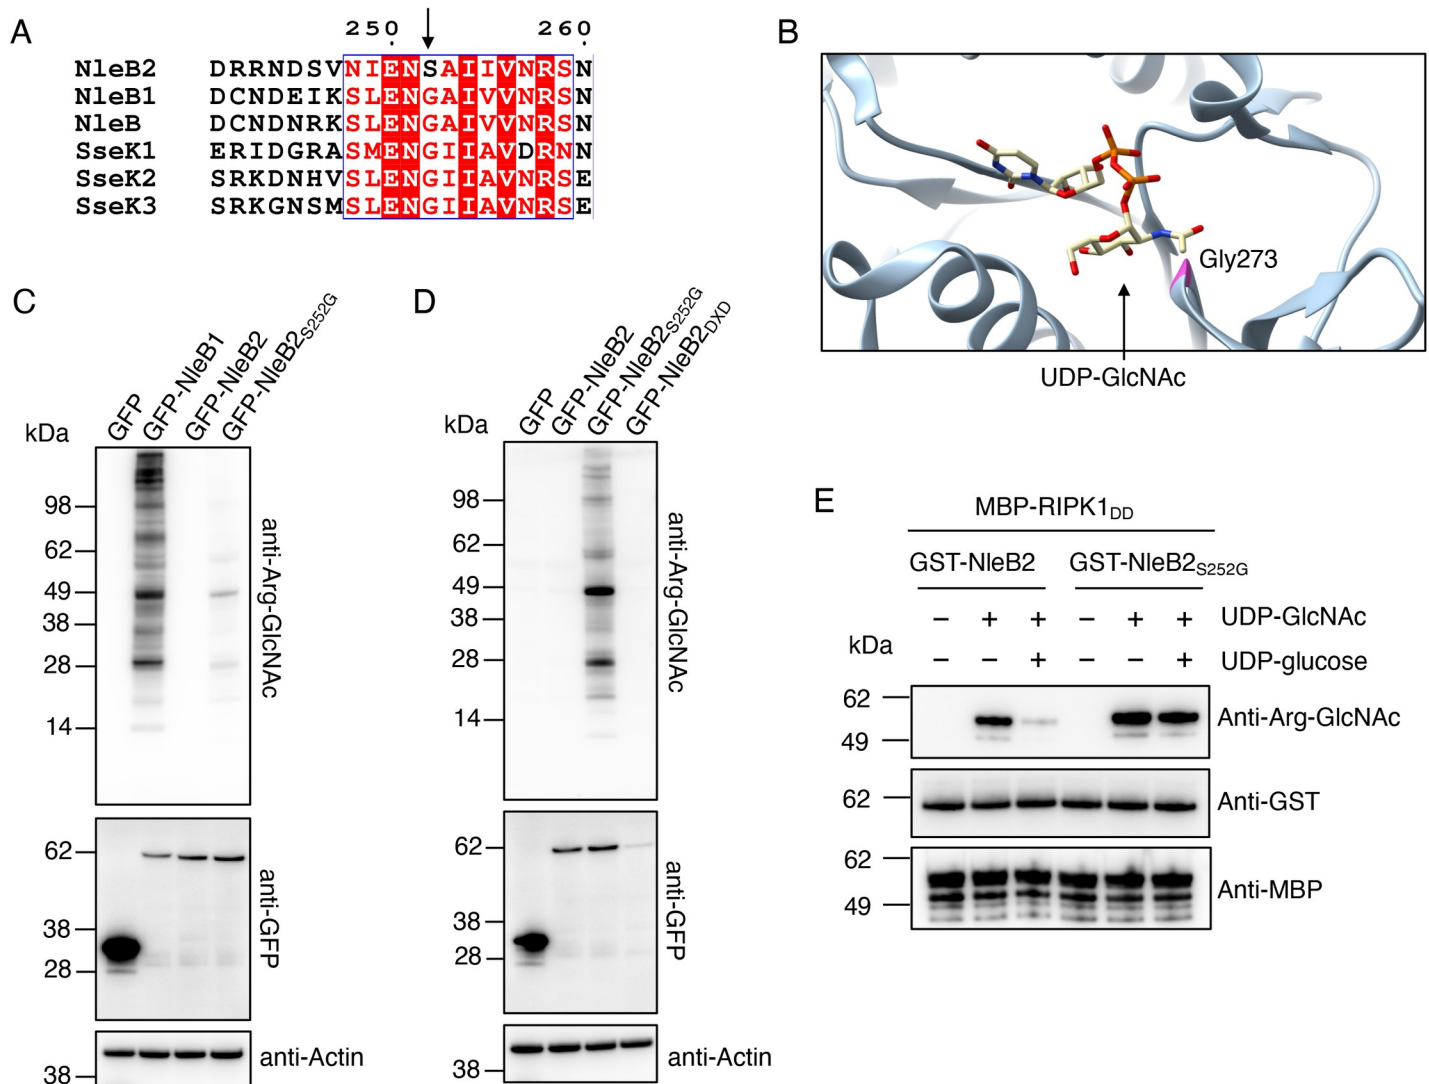 A
250 260
NleB2 DRRNDSVNIENSAIIVNRSN
NleB1 DCNDEIKSLENGAIVVNRSN
NleB DCNDNRKSLENGAIVVNRSN
SseK1 ERIDGRASMENGIIAVDRNN
SseK2 SRKDNHVSLENGIIAVNRSE
SseK3 SRKGNSMSLENGIIAVNRSE
B
Gly273
UDP-GlcNAc
C
kDa
GFP
GFP-NleB1
GFP-NleB2
GFP-NleB2S252G
98
62
49
38
28
14
anti-Arg-GlcNAc
62
38
28
anti-GFP
38
anti-Actin
D
kDa
GFP
GFP-NleB2
GFP-NleB2S252G
GFP-NleB2DXD
98
62
49
38
28
14
anti-Arg-GlcNAc
62
38
28
anti-GFP
38
anti-Actin
E
MBP-RIPK1DD
GST-NleB2 GST-NleB2S252G
– + + – + + UDP-GlcNAc
kDa
– – + – – + UDP-glucose
62
49
Anti-Arg-GlcNAc
62
Anti-GST
62
49
Anti-MBP